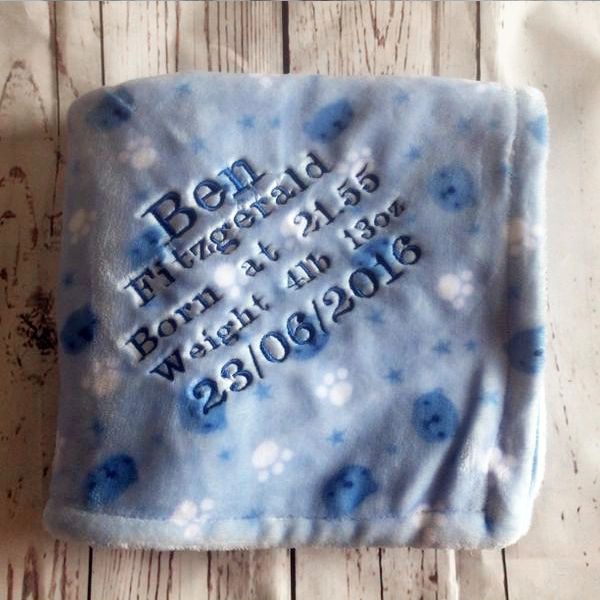 Ben
Fitzgerald
Born at 21.55
Weight 4lb 13oz
23/06/2016